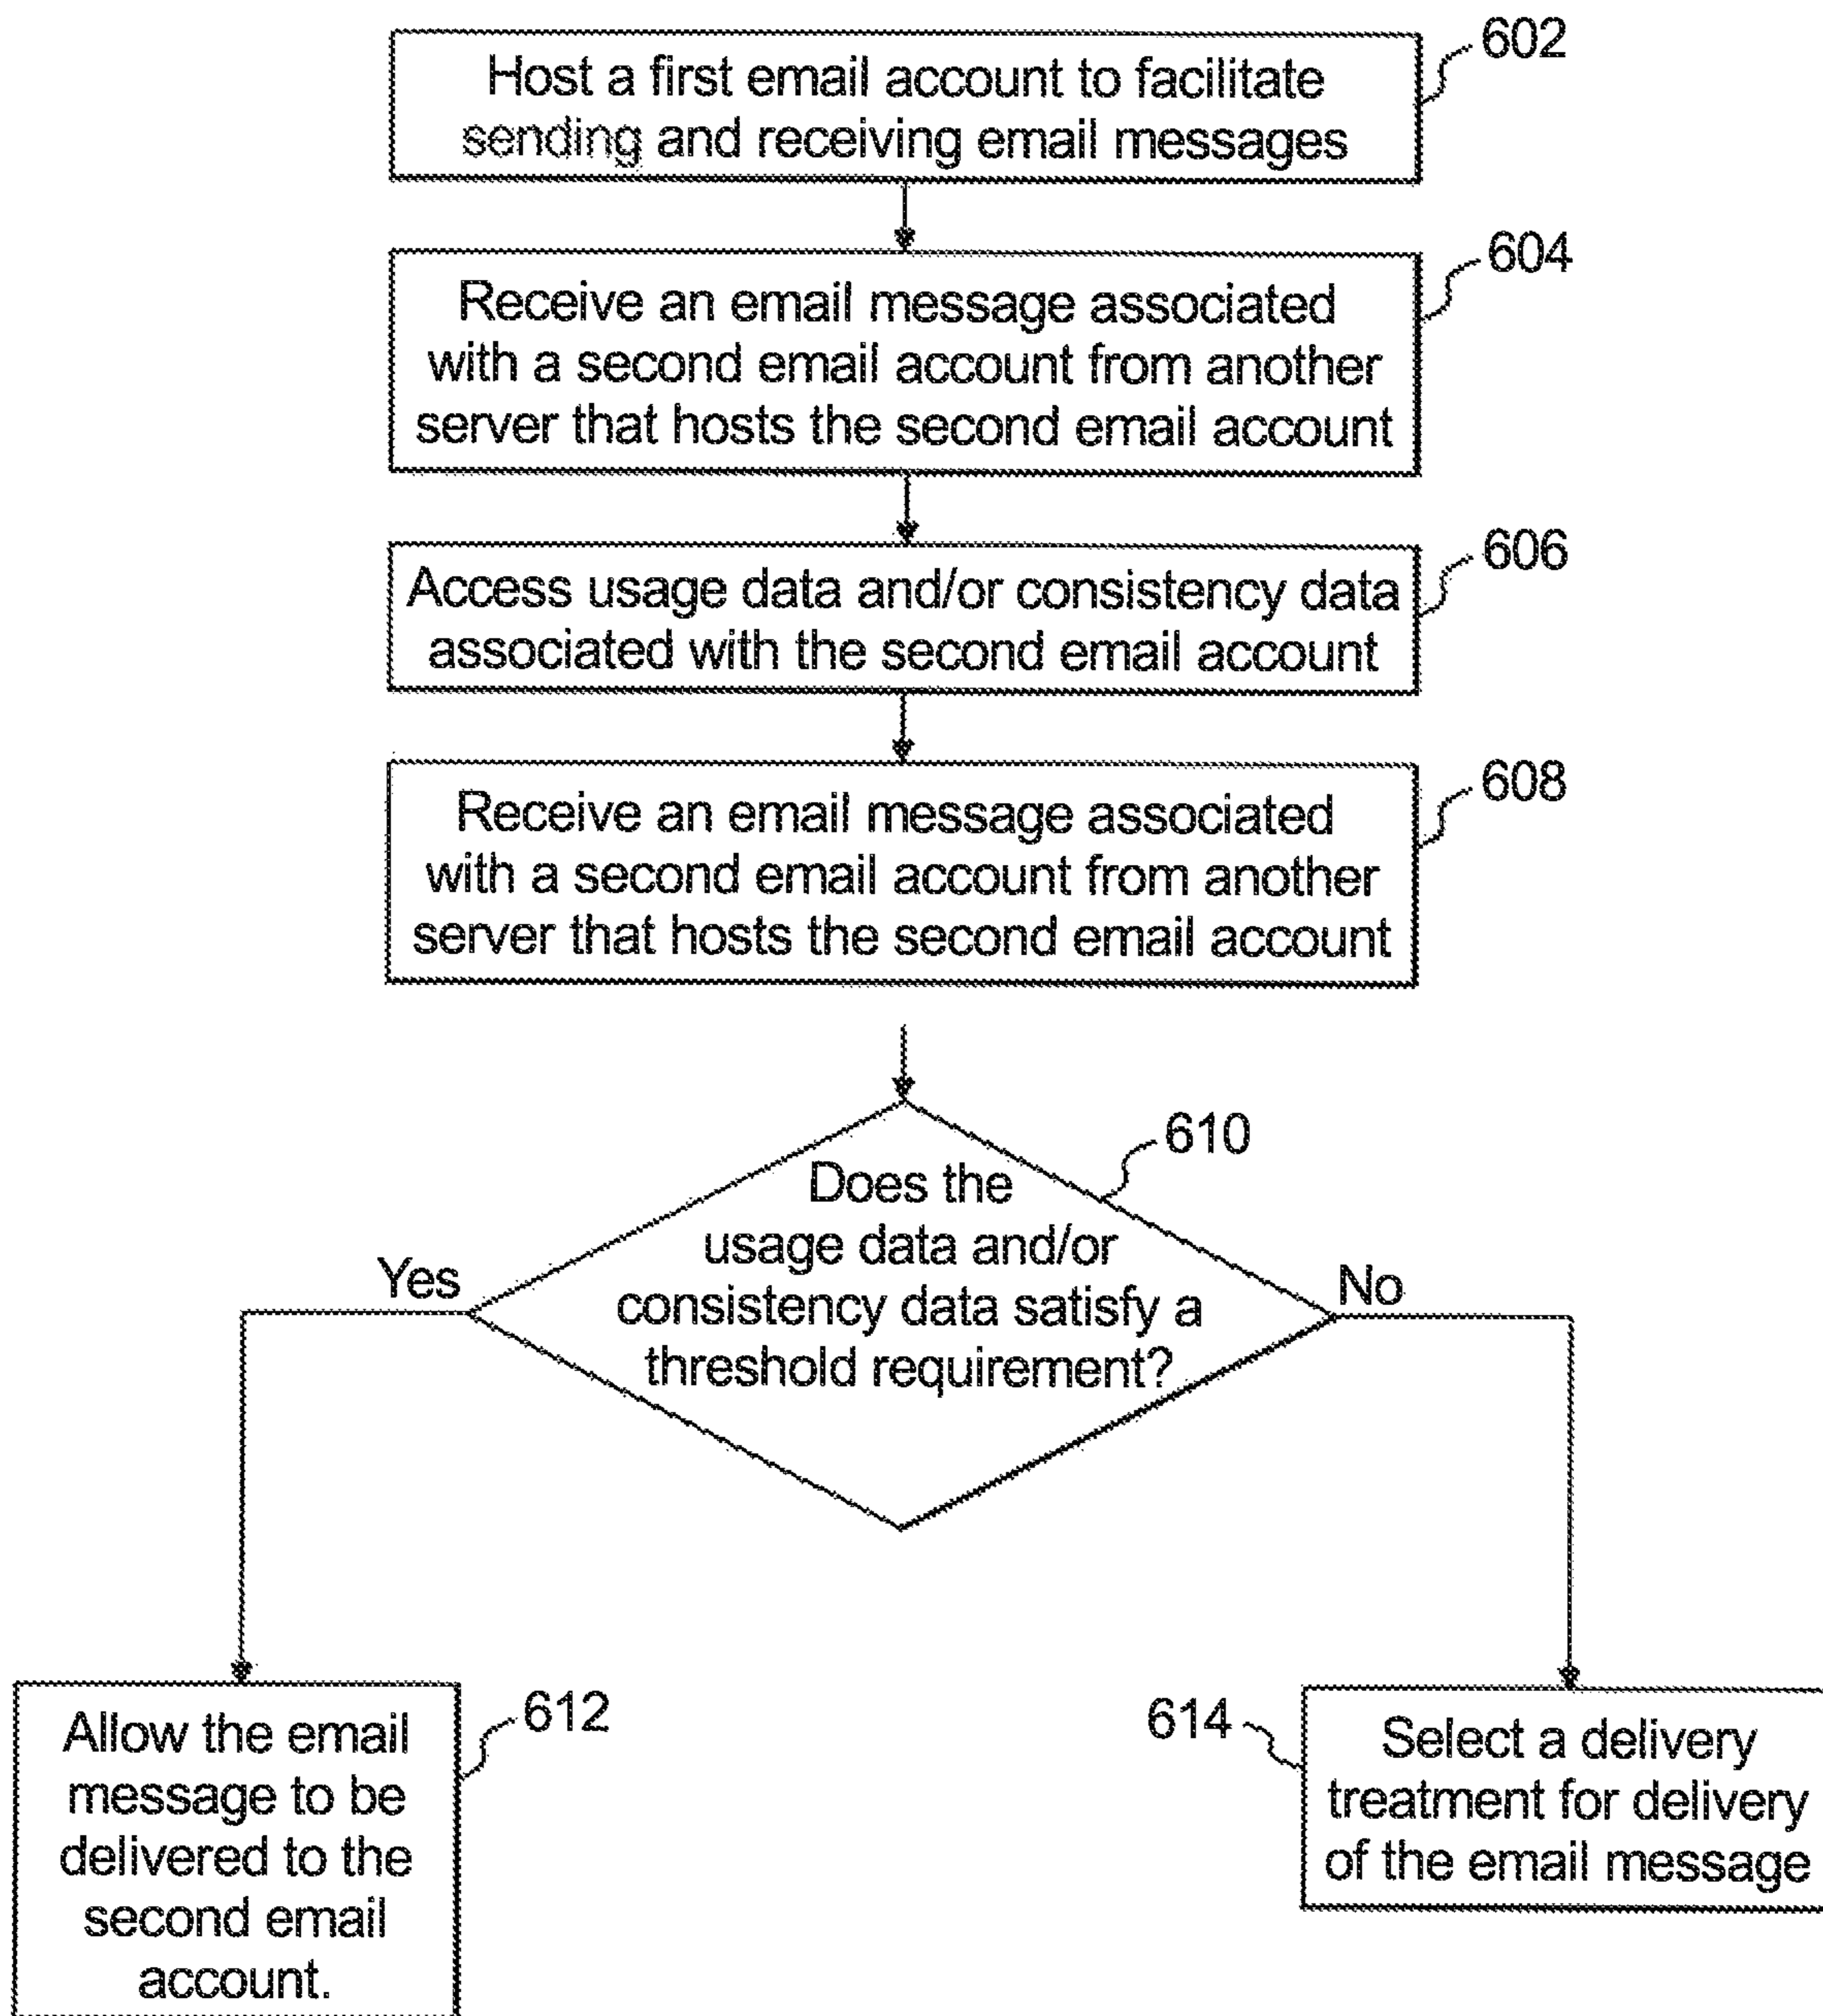 Host a first email account to facilitate
sending and receiving email messages
602
Receive an email message associated
with a second email account from another
server that hosts the second email account
604
Access usage data and/or consistency data
associated with the second email account
606
Receive an email message associated
with a second email account from another
server that hosts the second email account
608
Does the
usage data and/or
consistency data satisfy a
threshold requirement?
610
Yes
No
Allow the email
message to be
delivered to the
second email
account.
612
614
Select a delivery
treatment for delivery
of the email message